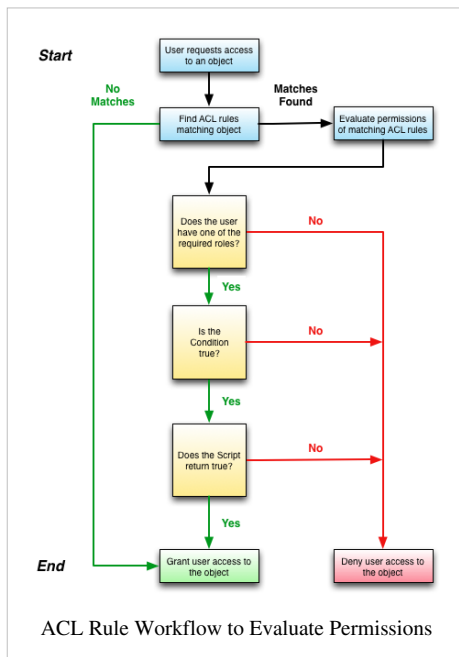 Start
User requests access
to an object
No
Matches
Matches
Found
Find ACL rules
matching object
Evaluate permissions
of matching ACL rules
Does the user
have one of the
required roles?
No
Yes
Is the
Condition
true?
No
Yes
Does the Script
return true?
No
Yes
End
Grant user access to
the object
Deny user access to
the object
ACL Rule Workflow to Evaluate Permissions